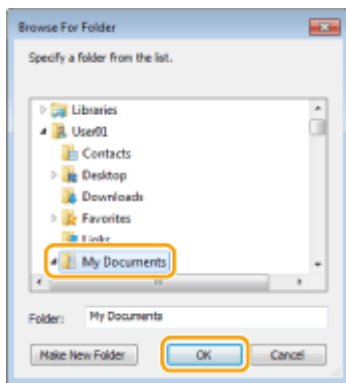 Browse For Folder
Specify a folder from the list.
Libraries
User01
Contacts
Desktop
Downloads
Favorites
Links
My Documents
Folder: My Documents
Make New Folder OK Cancel